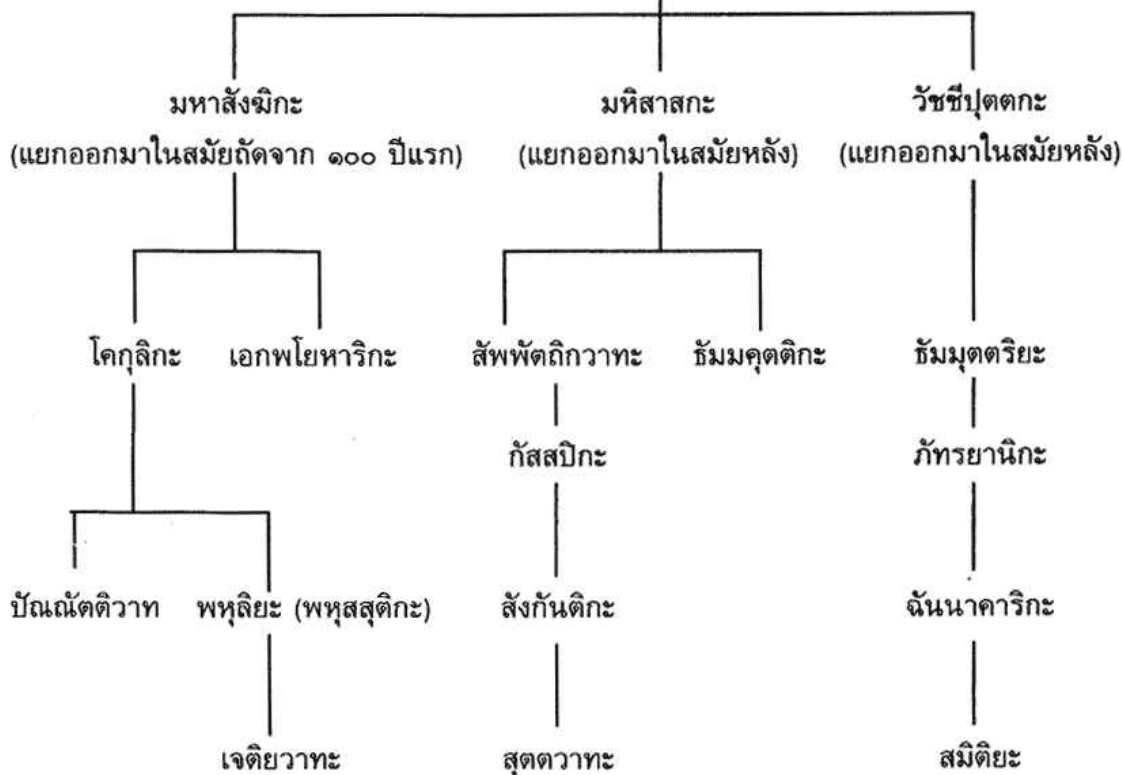 มหาสังฆิกะ มหิสาสกะ วัชชีปุตตกะ
(แยกออกมาในสมัยถัดจาก ๑๐๐ ปีแรก) (แยกออกมาในสมัยหลัง) (แยกออกมาในสมัยหลัง)
โคกุลิกะ เอกพโยหาริกะ สัพพัตถิกวาทะ ธัมมคุตติกะ ธัมมุตตริยะ
กัสสปิกะ ภัทรยานิกะ
ปัณณัตติวาท พหุลิยะ (พหุสสุติกะ) สังกันติกะ ฉันนาคาริกะ
เจติยวาทะ สุตตวาทะ สมิติยะ